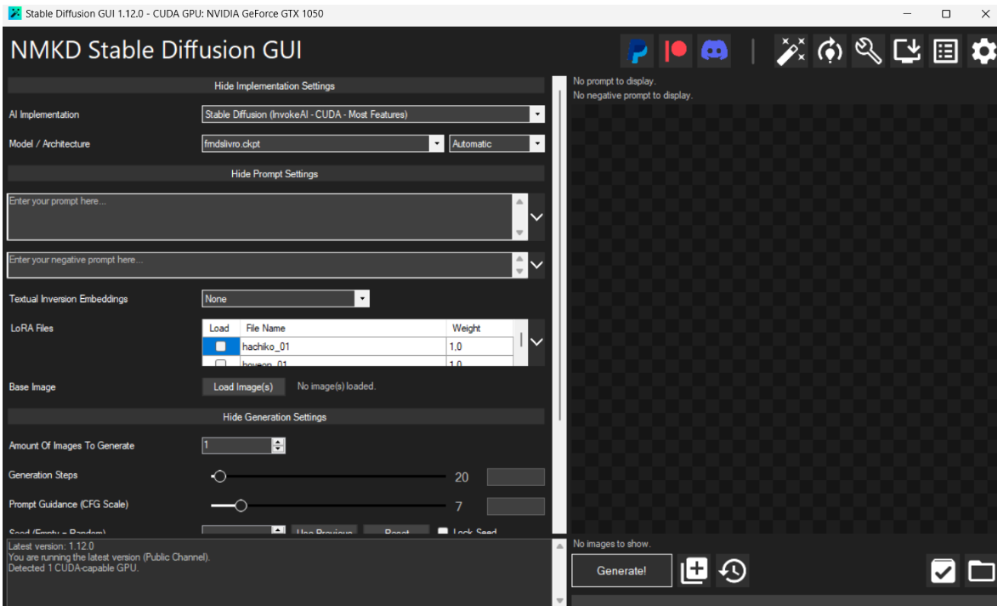 Stable Diffusion GUI 1.12.0 - CUDA GPU: NVIDIA GeForce GTX 1050
NMKD Stable Diffusion GUI
Hide Implementation Settings
AI Implementation
Stable Diffusion (InvokeAI - CUDA - Most Features)
Model / Architecture
fmdslivro.ckpt
Automatic
Hide Prompt Settings
Enter your prompt here...
Enter your negative prompt here...
Textual Inversion Embeddings
None
LoRA Files
Load File Name Weight
hachiko_01 1.0
1.0
Base Image
Load Image(s)
No image(s) loaded.
Hide Generation Settings
Amount Of Images To Generate
1
Generation Steps
20
Prompt Guidance (CFG Scale)
7
Seed (Empty = Random)
Use Previous
Reset
Lock Seed
Latest version: 1.12.0
You are running the latest version (Public Channel).
Detected 1 CUDA-capable GPU.
No prompt to display.
No negative prompt to display.
No images to show.
Generate!